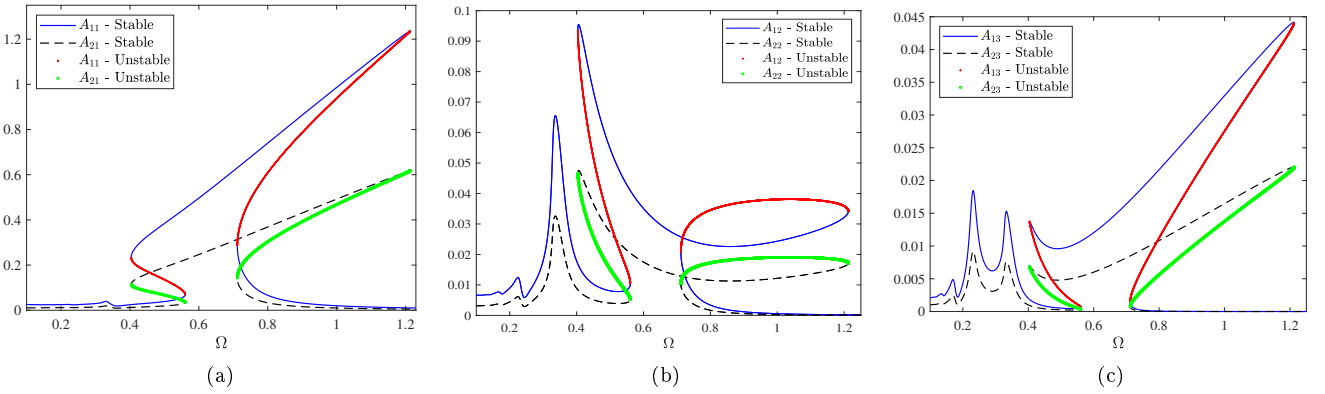 A11 - Stable
A21 - Stable
A11 - Unstable
A21 - Unstable
1.2
1
0.8
0.6
0.4
0.2
0
0.2 0.4 0.6 0.8 1 1.2
Ω
(a)
A12 - Stable
A22 - Stable
A12 - Unstable
A22 - Unstable
0.1
0.09
0.08
0.07
0.06
0.05
0.04
0.03
0.02
0.01
0
0.2 0.4 0.6 0.8 1 1.2
Ω
(b)
A13 - Stable
A23 - Stable
A13 - Unstable
A23 - Unstable
0.045
0.04
0.035
0.03
0.025
0.02
0.015
0.01
0.005
0
0.2 0.4 0.6 0.8 1 1.2
Ω
(c)